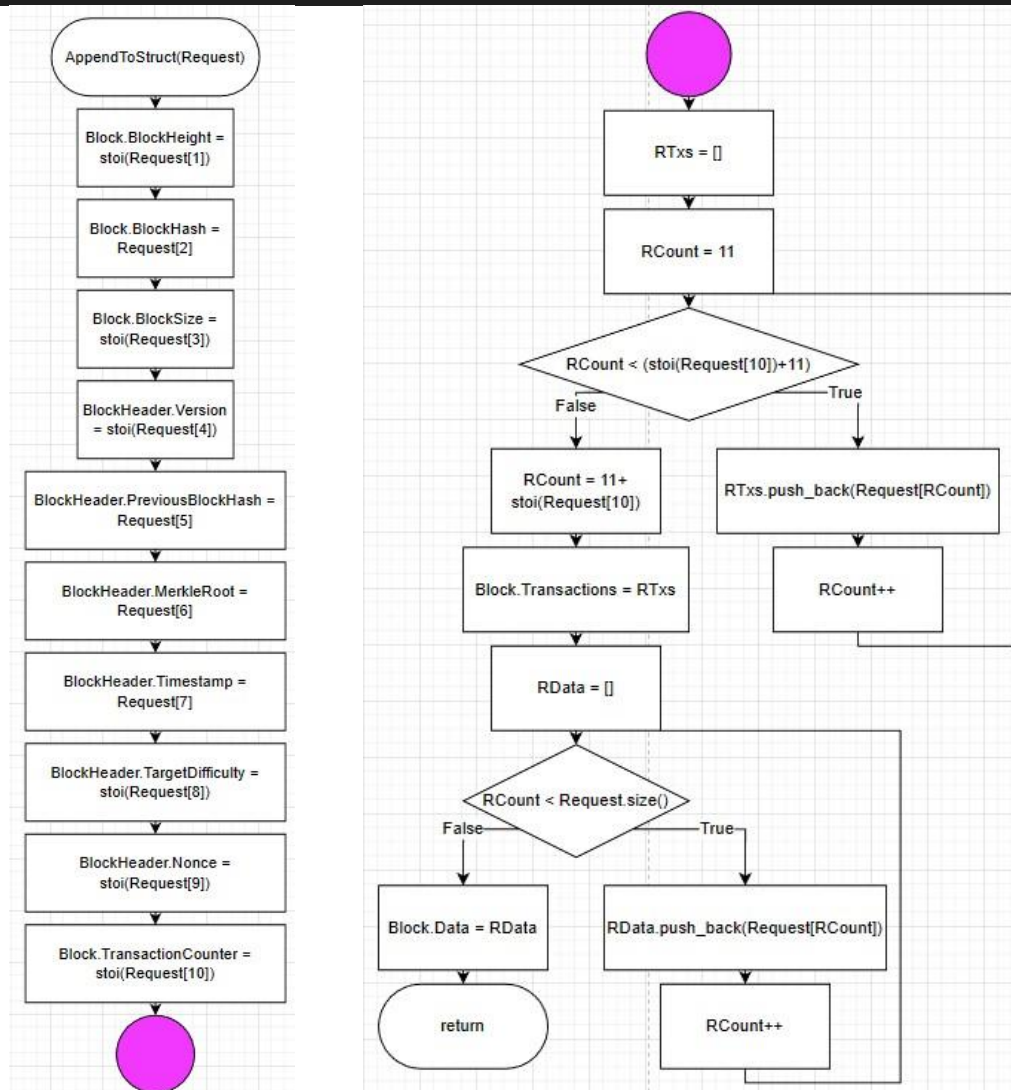 AppendToStruct(Request)
Block.BlockHeight =
stoi(Request[1])
Block.BlockHash =
Request[2]
Block.BlockSize =
stoi(Request[3])
BlockHeader.Version
= stoi(Request[4])
BlockHeader.PreviousBlockHash =
Request[5]
BlockHeader.MerkleRoot =
Request[6]
BlockHeader.Timestamp =
Request[7]
BlockHeader.TargetDifficulty =
stoi(Request[8])
BlockHeader.Nonce =
stoi(Request[9])
Block.TransactionCounter =
stoi(Request[10])
RTxs = []
RCount = 11
RCount < (stoi(Request[10])+11)
False
True
RCount = 11+
stoi(Request[10])
RTxs.push_back(Request[RCount])
Block.Transactions = RTxs
RCount++
RData = []
RCount < Request.size()
False
True
Block.Data = RData
RData.push_back(Request[RCount])
return
RCount++